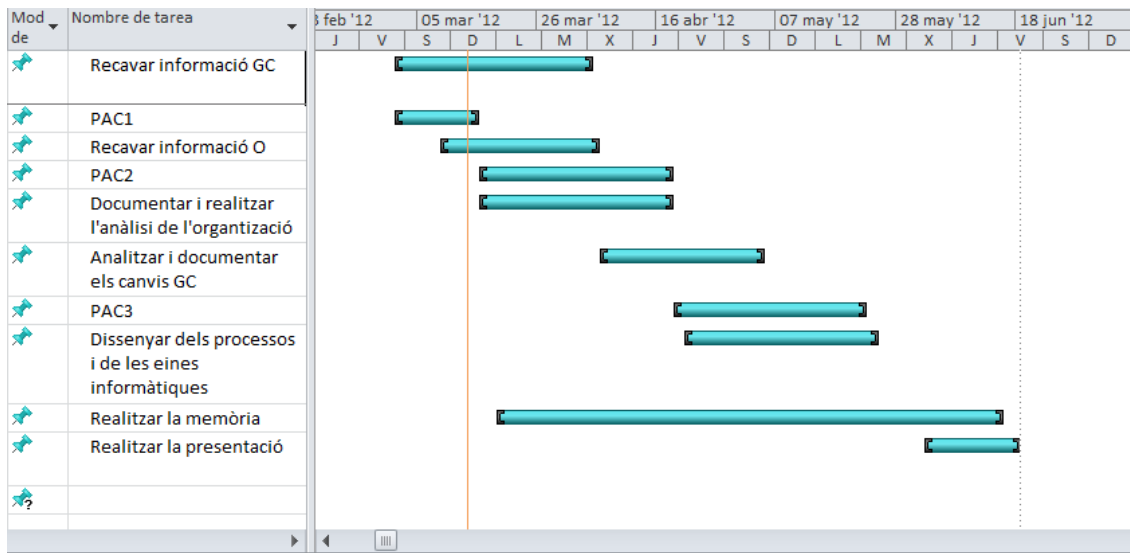 Mod de
Nombre de tarea
3 feb '12 05 mar '12 26 mar '12 16 abr '12 07 may '12 28 may '12 18 jun '12
J V S D L M X J V S D L M X J V S D
Recavar informació GC
PAC1
Recavar informació O
PAC2
Documentar i realitzar
l'anàlisi de l'organtizació
Analitzar i documentar
els canvis GC
PAC3
Dissenyar dels processos
i de les eines
informàtiques
Realitzar la memòria
Realitzar la presentació
?